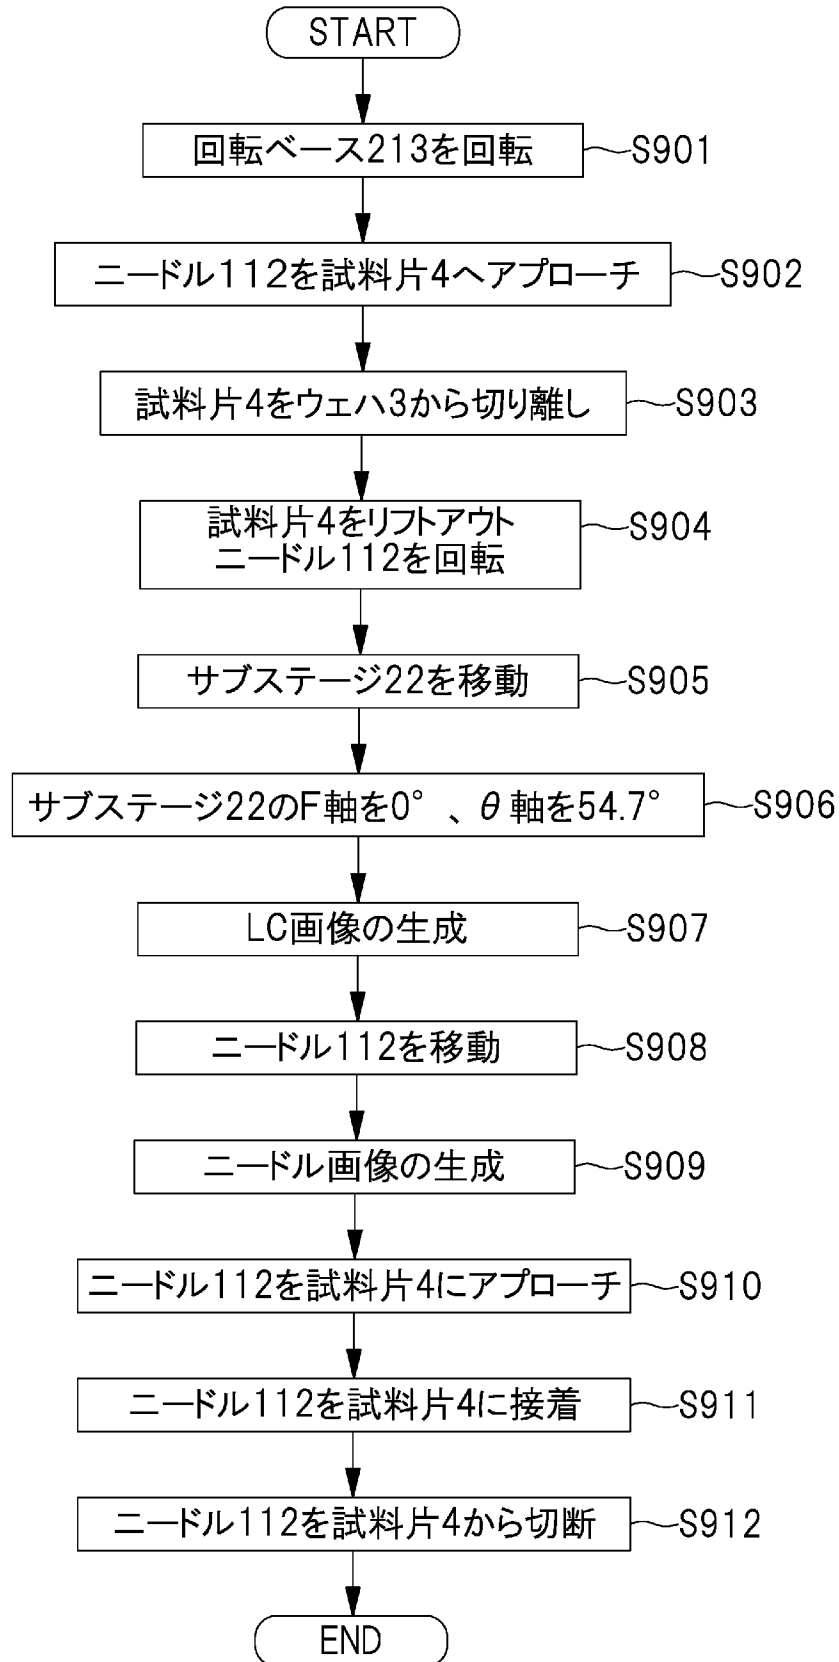 START
回転ベース213を回転
S901
ニードル112を試料片4へアプローチ
S902
試料片4をウェハ3から切り離し
S903
試料片4をリフトアウト
ニードル112を回転
S904
サブステージ22を移動
S905
サブステージ22のF軸を0°、θ軸を54.7°
S906
LC画像の生成
S907
ニードル112を移動
S908
ニードル画像の生成
S909
ニードル112を試料片4にアプローチ
S910
ニードル112を試料片4に接着
S911
ニードル112を試料片4から切断
S912
END